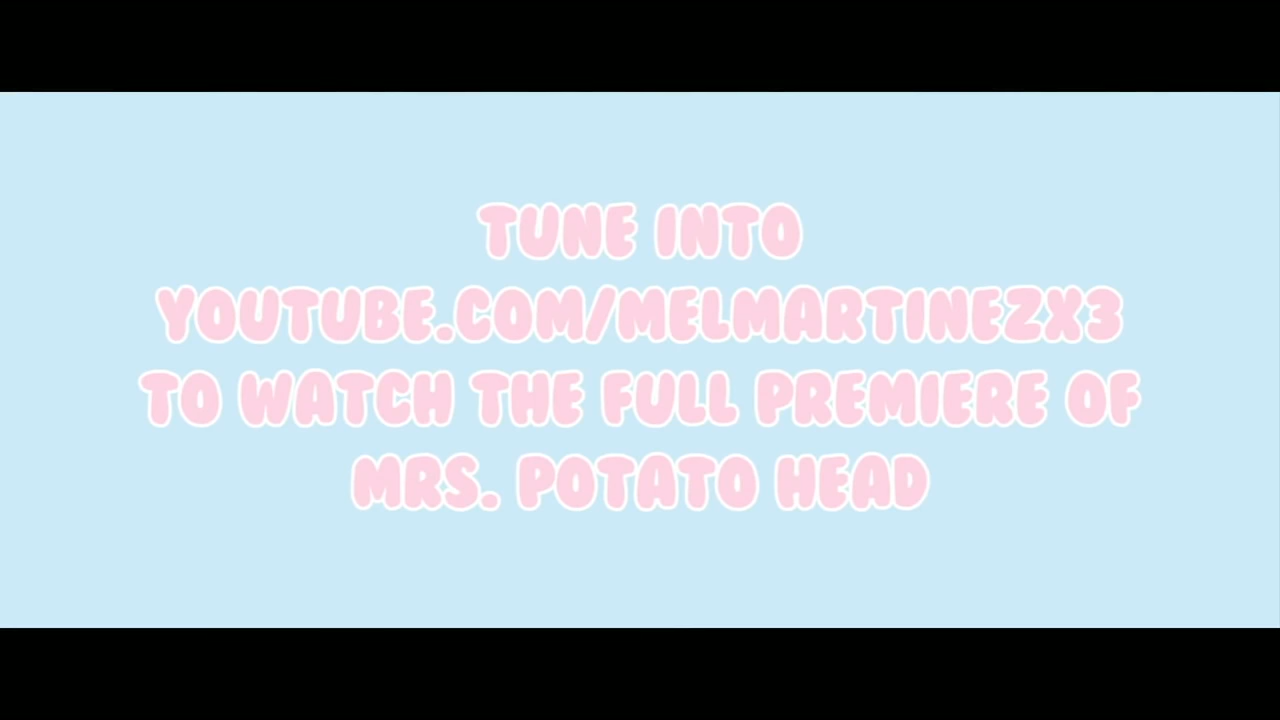 TUNE INTO
YOUTUBE.COM/MELMARTINEZX3
TO WATCH THE FULL PREMIERE OF
MRS. POTATO HEAD